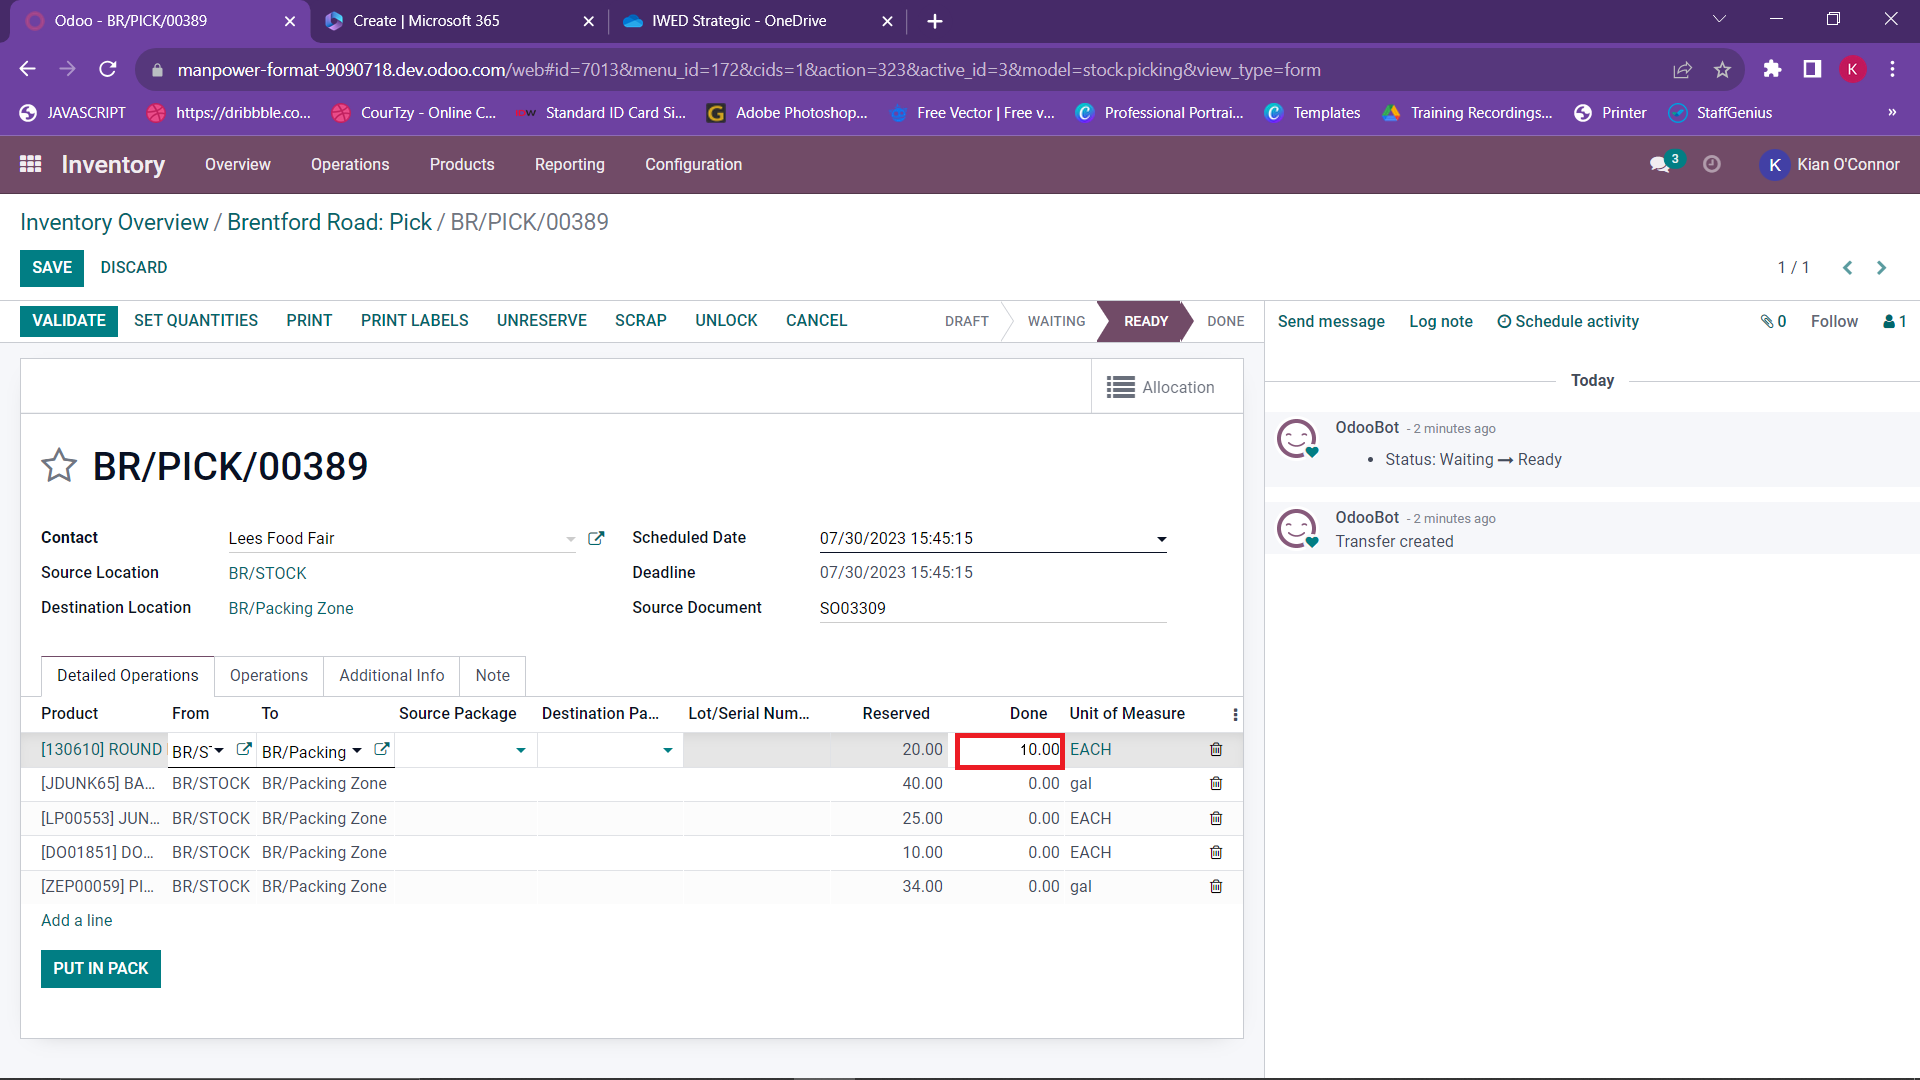 Odoo - BR/PICK/00389
Create | Microsoft 365
IWED Strategic - OneDrive
manpower-format-9090718.dev.odoo.com/web#id=7013&menu_id=172&cids=1&action=323&active_id=3&model=stock.picking&view_type=form
K
JAVASCRIPT
https://dribbble.co...
CourTzy - Online C...
Standard ID Card Si...
Adobe Photoshop...
Free Vector | Free v...
Professional Portrai...
Templates
Training Recordings...
Printer
StaffGenius
»
Inventory Overview Operations Products Reporting Configuration
3
K Kian O'Connor
Inventory Overview / Brentford Road: Pick / BR/PICK/00389
SAVE DISCARD
1 / 1
VALIDATE SET QUANTITIES PRINT PRINT LABELS UNRESERVE SCRAP UNLOCK CANCEL
DRAFT WAITING READY DONE
Send message Log note Schedule activity 0 Follow 1
Allocation
Today
OdooBot - 2 minutes ago
• Status: Waiting → Ready
OdooBot - 2 minutes ago
Transfer created
BR/PICK/00389
Contact Lees Food Fair
Source Location BR/STOCK
Destination Location BR/Packing Zone
Scheduled Date 07/30/2023 15:45:15
Deadline 07/30/2023 15:45:15
Source Document SO03309
Detailed Operations Operations Additional Info Note
Product From To Source Package Destination Pa... Lot/Serial Num... Reserved Done Unit of Measure
[130610] ROUND BR/S BR/Packing 20.00 10.00 EACH
[JDUNK65] BA... BR/STOCK BR/Packing Zone 40.00 0.00 gal
[LP00553] JUN... BR/STOCK BR/Packing Zone 25.00 0.00 EACH
[DO01851] DO... BR/STOCK BR/Packing Zone 10.00 0.00 EACH
[ZEP00059] PI... BR/STOCK BR/Packing Zone 34.00 0.00 gal
Add a line
PUT IN PACK